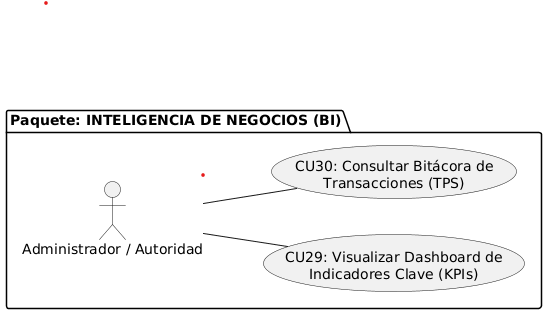 Paquete: INTELIGENCIA DE NEGOCIOS (BI)
CU30: Consultar Bitácora de
Transacciones (TPS)
Administrador / Autoridad
CU29: Visualizar Dashboard de
Indicadores Clave (KPIs)